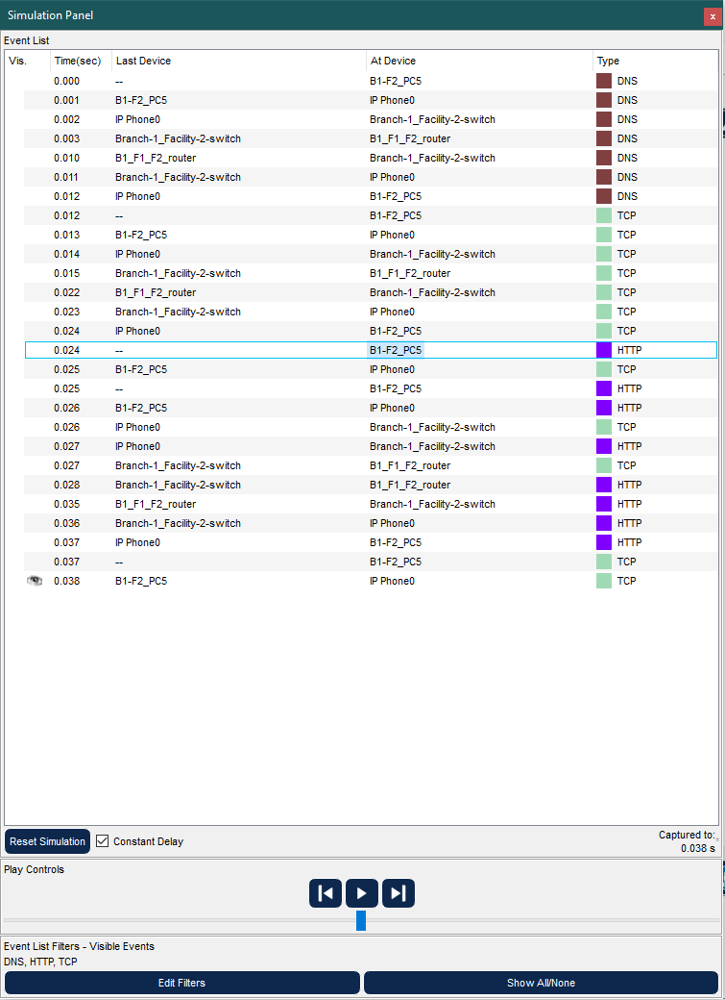 Simulation Panel
x
Event List
Vis. Time(sec) Last Device At Device Type
0.000 -- B1-F2_PC5 DNS
0.001 B1-F2_PC5 IP Phone0 DNS
0.002 IP Phone0 Branch-1_Facility-2-switch DNS
0.003 Branch-1_Facility-2-switch B1_F1_F2_router DNS
0.010 B1_F1_F2_router Branch-1_Facility-2-switch DNS
0.011 Branch-1_Facility-2-switch IP Phone0 DNS
0.012 IP Phone0 B1-F2_PC5 DNS
0.012 -- B1-F2_PC5 TCP
0.013 B1-F2_PC5 IP Phone0 TCP
0.014 IP Phone0 Branch-1_Facility-2-switch TCP
0.015 Branch-1_Facility-2-switch B1_F1_F2_router TCP
0.022 B1_F1_F2_router Branch-1_Facility-2-switch TCP
0.023 Branch-1_Facility-2-switch IP Phone0 TCP
0.024 IP Phone0 B1-F2_PC5 TCP
0.024 -- B1-F2_PC5 HTTP
0.025 B1-F2_PC5 IP Phone0 TCP
0.025 -- B1-F2_PC5 HTTP
0.026 B1-F2_PC5 IP Phone0 HTTP
0.026 IP Phone0 Branch-1_Facility-2-switch TCP
0.027 IP Phone0 Branch-1_Facility-2-switch HTTP
0.027 Branch-1_Facility-2-switch B1_F1_F2_router TCP
0.028 Branch-1_Facility-2-switch B1_F1_F2_router HTTP
0.035 B1_F1_F2_router Branch-1_Facility-2-switch HTTP
0.036 Branch-1_Facility-2-switch IP Phone0 HTTP
0.037 IP Phone0 B1-F2_PC5 HTTP
0.037 -- B1-F2_PC5 TCP
0.038 B1-F2_PC5 IP Phone0 TCP
Reset Simulation Constant Delay
Captured to:
0.038 s
Play Controls
Event List Filters - Visible Events
DNS, HTTP, TCP
Edit Filters Show All/None